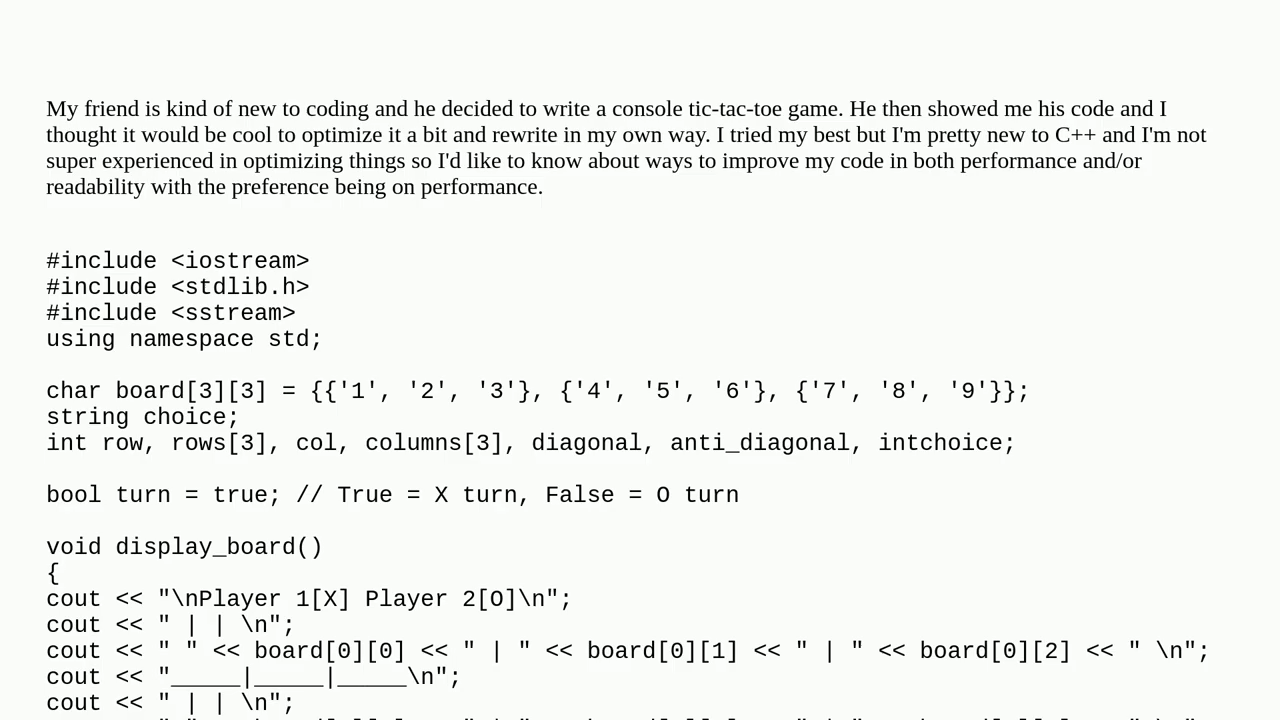 My friend is kind of new to coding and he decided to write a console tic-tac-toe game. He then showed me his code and I
thought it would be cool to optimize it a bit and rewrite in my own way. I tried my best but I'm pretty new to C++ and I'm not
super experienced in optimizing things so I'd like to know about ways to improve my code in both performance and/or
readability with the preference being on performance.
#include <iostream>
#include <stdlib.h>
#include <sstream>
using namespace std;
char board[3][3] = {{'1', '2', '3'}, {'4', '5', '6'}, {'7', '8', '9'}};
string choice;
int row, rows[3], col, columns[3], diagonal, anti_diagonal, intchoice;
bool turn = true; // True = X turn, False = O turn
void display_board()
{
cout << "\nPlayer 1[X] Player 2[O]\n";
cout << " | | \n";
cout << " " << board[0][0] << " | " << board[0][1] << " | " << board[0][2] << " \n";
cout << "_____|_____|_____\n";
cout << " | | \n";